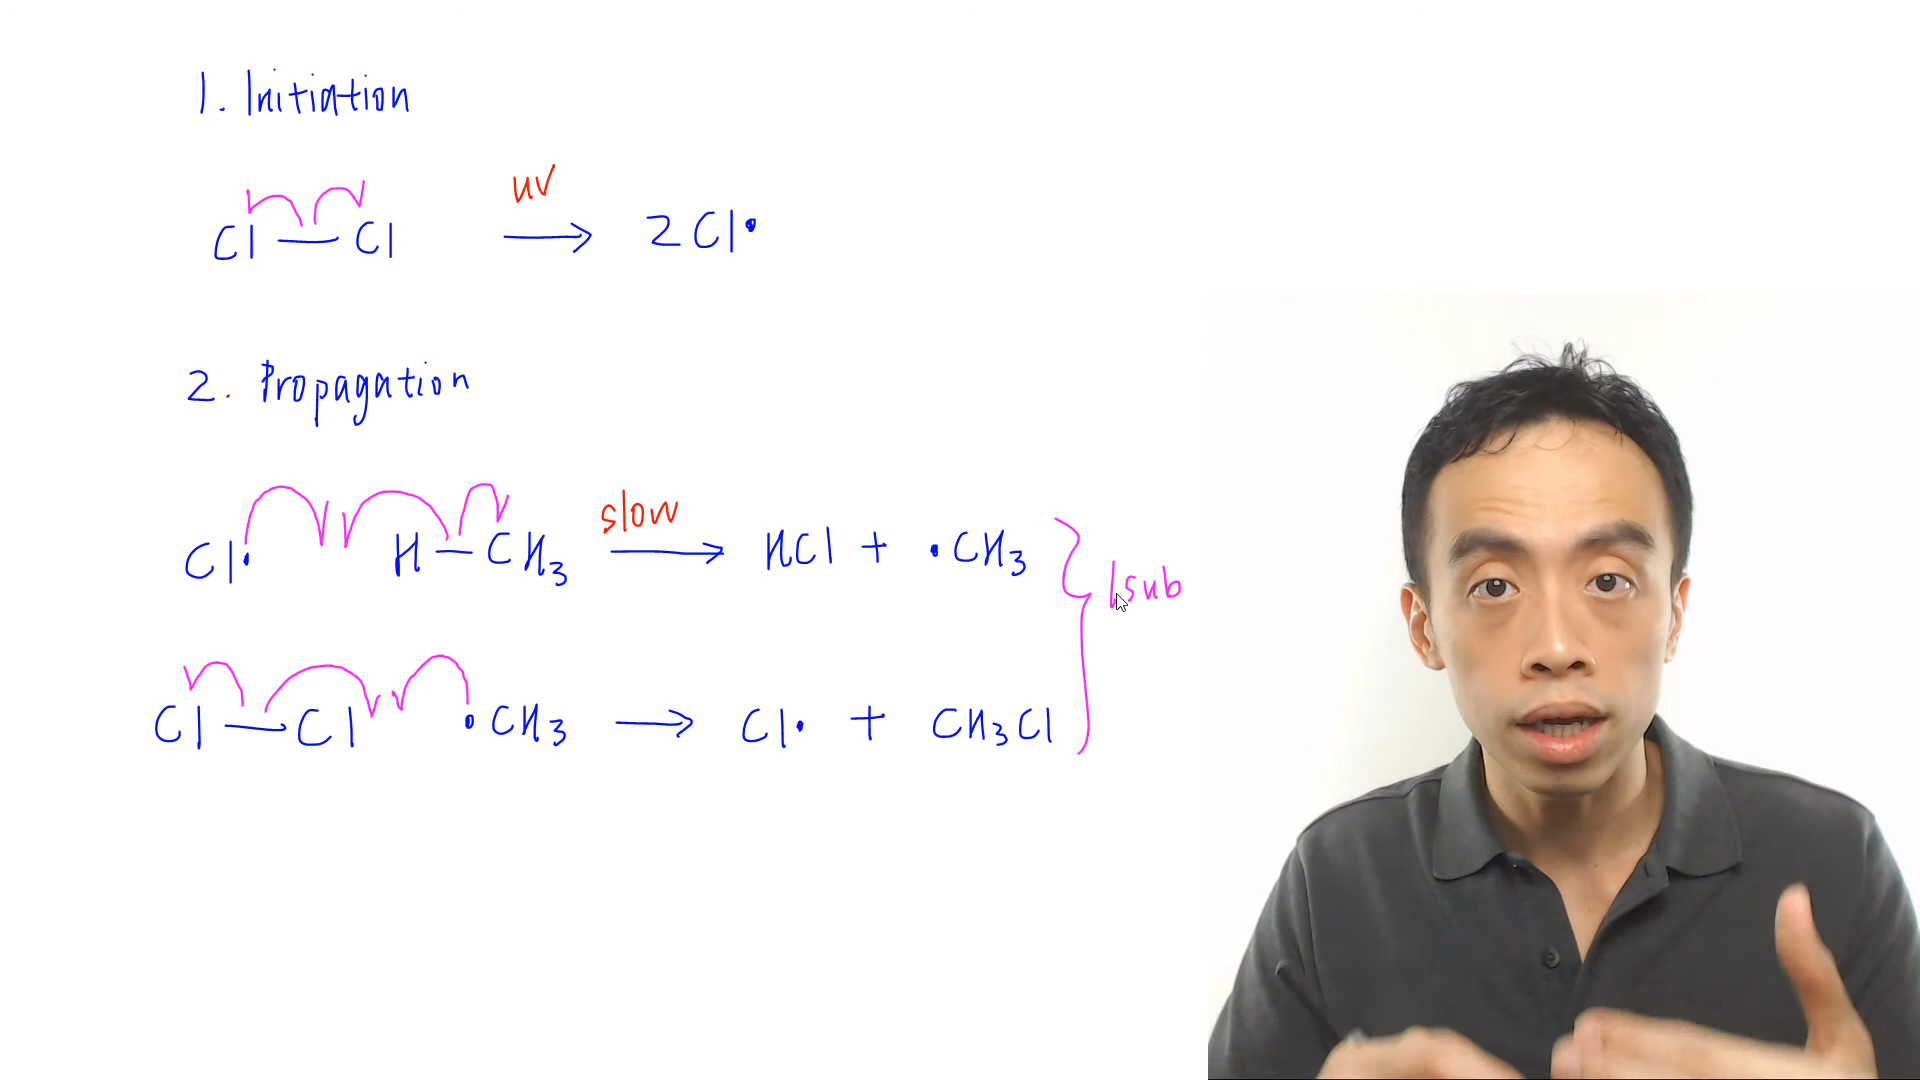 1. Initiation
uv
Cl — Cl → 2Cl•
2. Propagation
slow
Cl• H — CH₃ → HCl + •CH₃
1 sub
Cl — Cl •CH₃ → Cl• + CH₃Cl